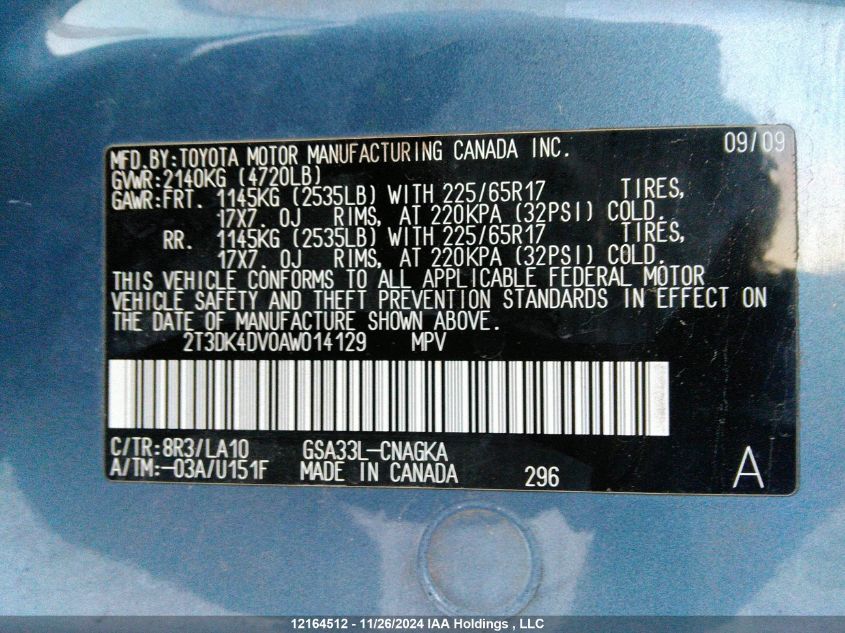 MFD.BY:TOYOTA MOTOR MANUFACTURING CANADA INC. 09/09
GVWR:2140KG (4720LB)
GAWR:FRT. 1145KG (2535LB) WITH 225/65R17 TIRES,
17X7. OJ RIMS, AT 220KPA (32PSI) COLD.
RR. 1145KG (2535LB) WITH 225/65R17 TIRES,
17X7. OJ RIMS, AT 220KPA (32PSI) COLD.
THIS VEHICLE CONFORMS TO ALL APPLICABLE FEDERAL MOTOR
VEHICLE SAFETY AND THEFT PREVENTION STANDARDS IN EFFECT ON
THE DATE OF MANUFACTURE SHOWN ABOVE.
2T3DK4DV0AW014129 MPV
C/TR:8R3/LA10 GSA33L-CNAGKA
A/TM:-03A/U151F MADE IN CANADA 296 A
12164512 - 11/26/2024 IAA Holdings , LLC